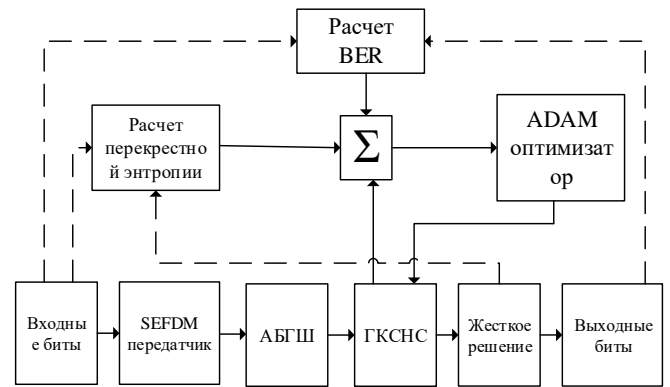 Расчет
BER
Расчет
перекрестно
й энтропии
Σ
ADAM
оптимизат
ор
Входны
е биты
SEFDM
передатчик
АБГШ
ГКСНС
Жесткое
решение
Выходные
биты